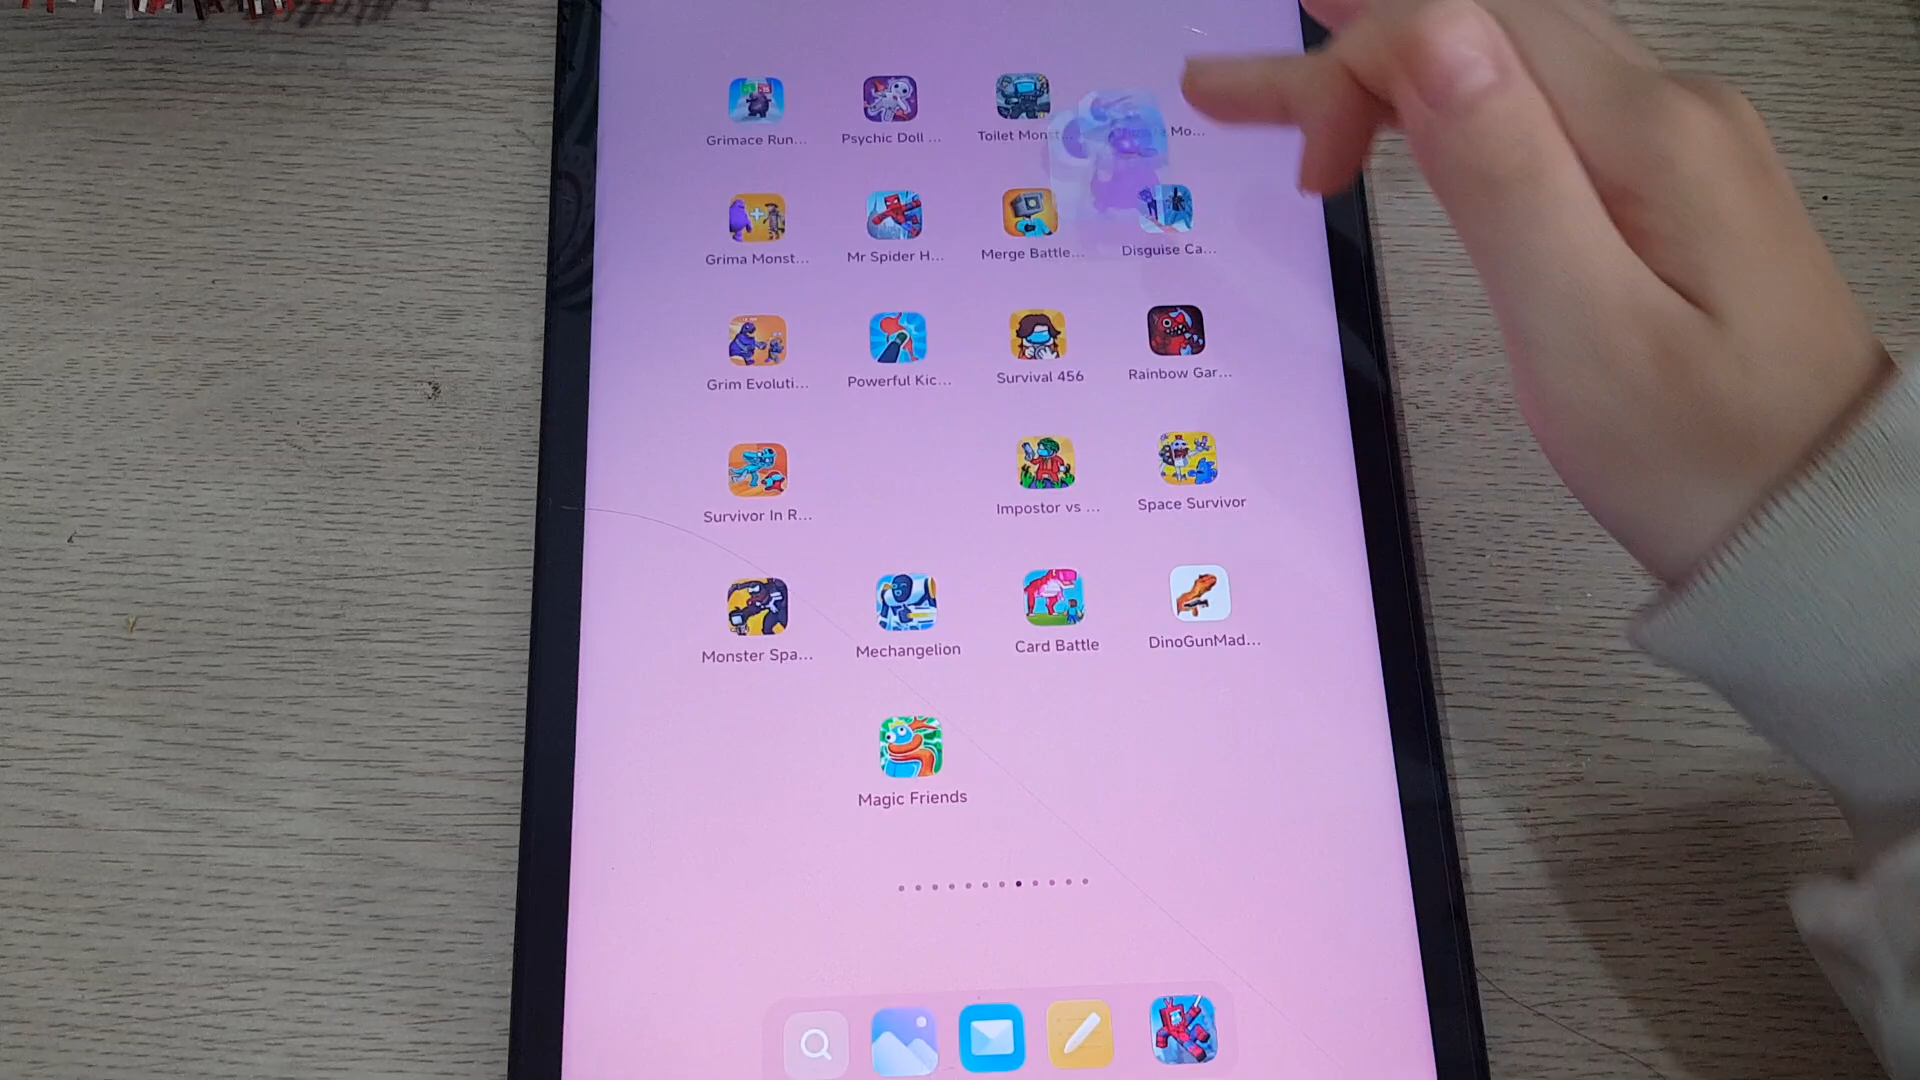 Grimace Run...
Psychic Doll ...
Toilet Monst...
Mo...
Grima Monst...
Mr Spider H...
Merge Battle...
Disguise Ca...
Grim Evoluti...
Powerful Kic...
Survival 456
Rainbow Gar...
Survivor In R...
Impostor vs ...
Space Survivor
Monster Spa...
Mechangelion
Card Battle
DinoGunMad...
Magic Friends